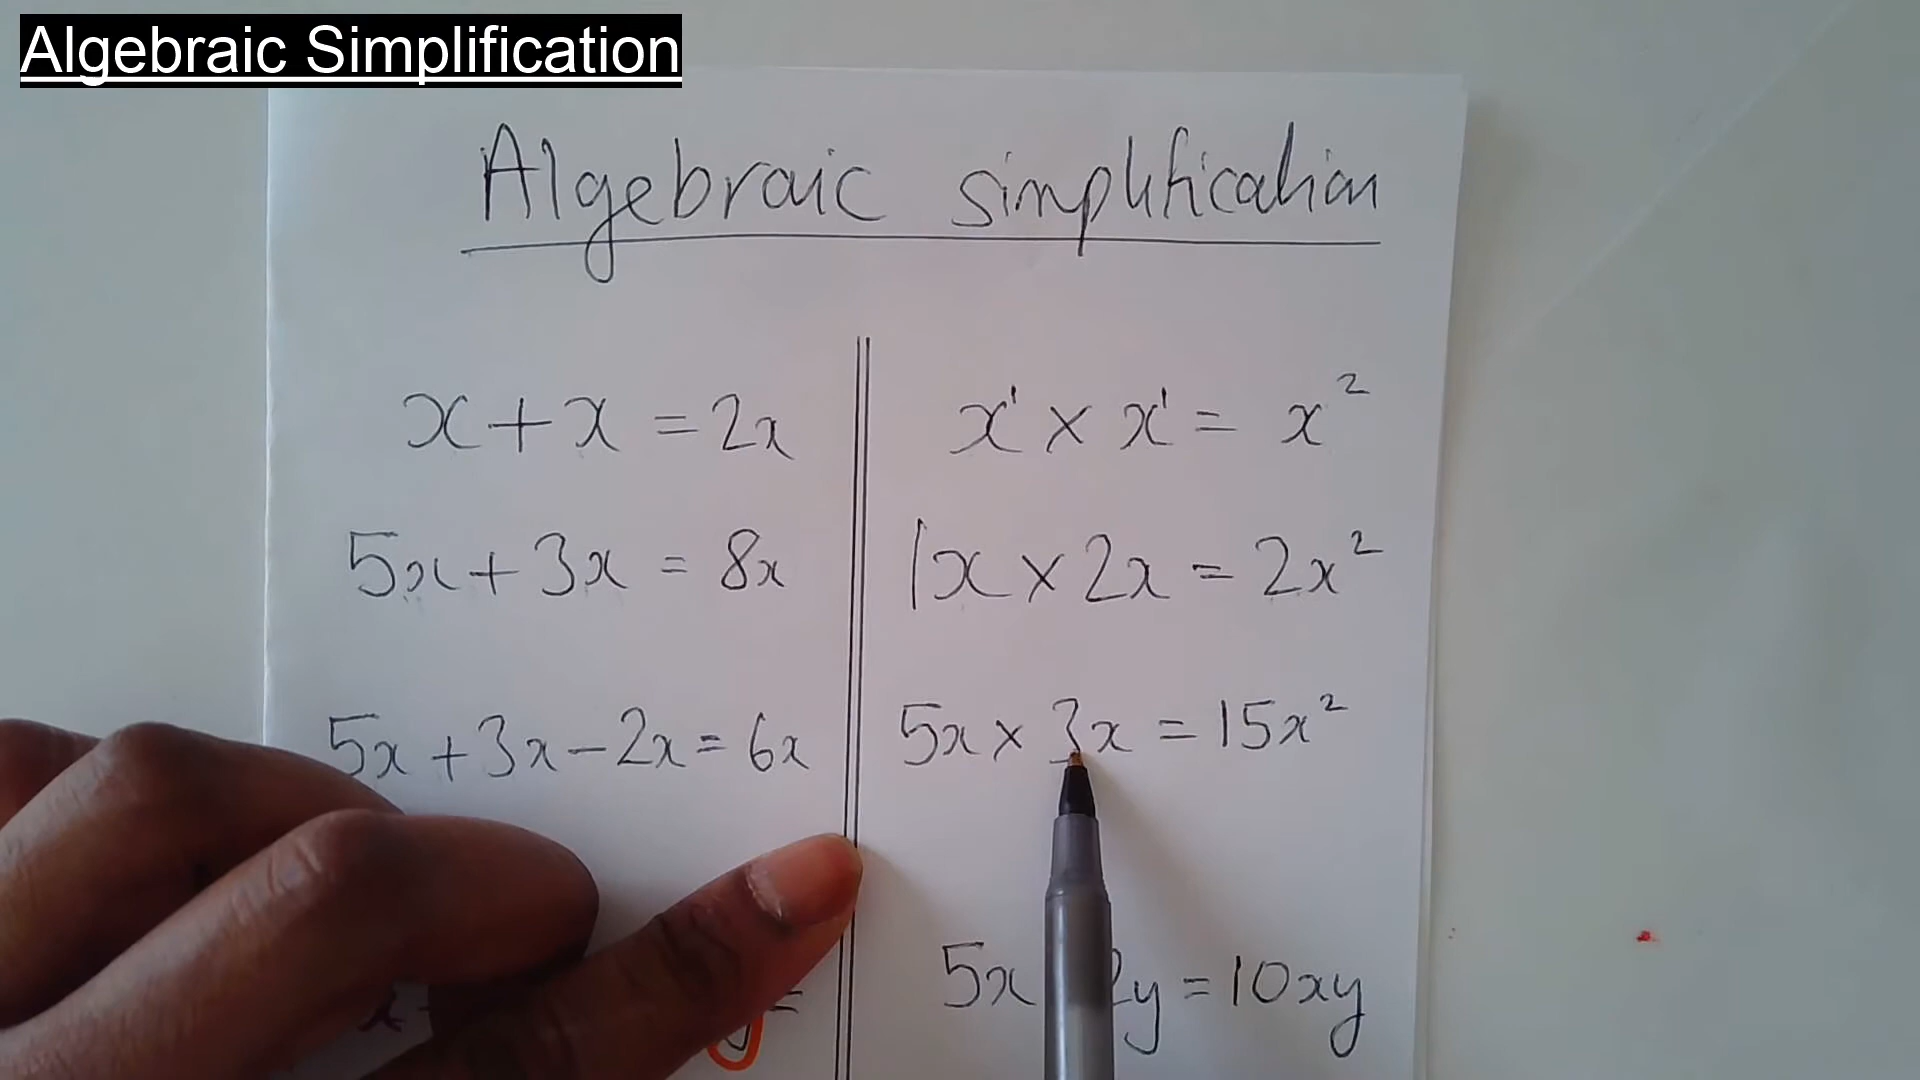 Algebraic Simplification
Algebraic simplification
x + x = 2x
5x + 3x = 8x
5x + 3x - 2x = 6x
x¹ × x¹ = x²
1x × 2x = 2x²
5x × 3x = 15x²
5x 2y = 10xy